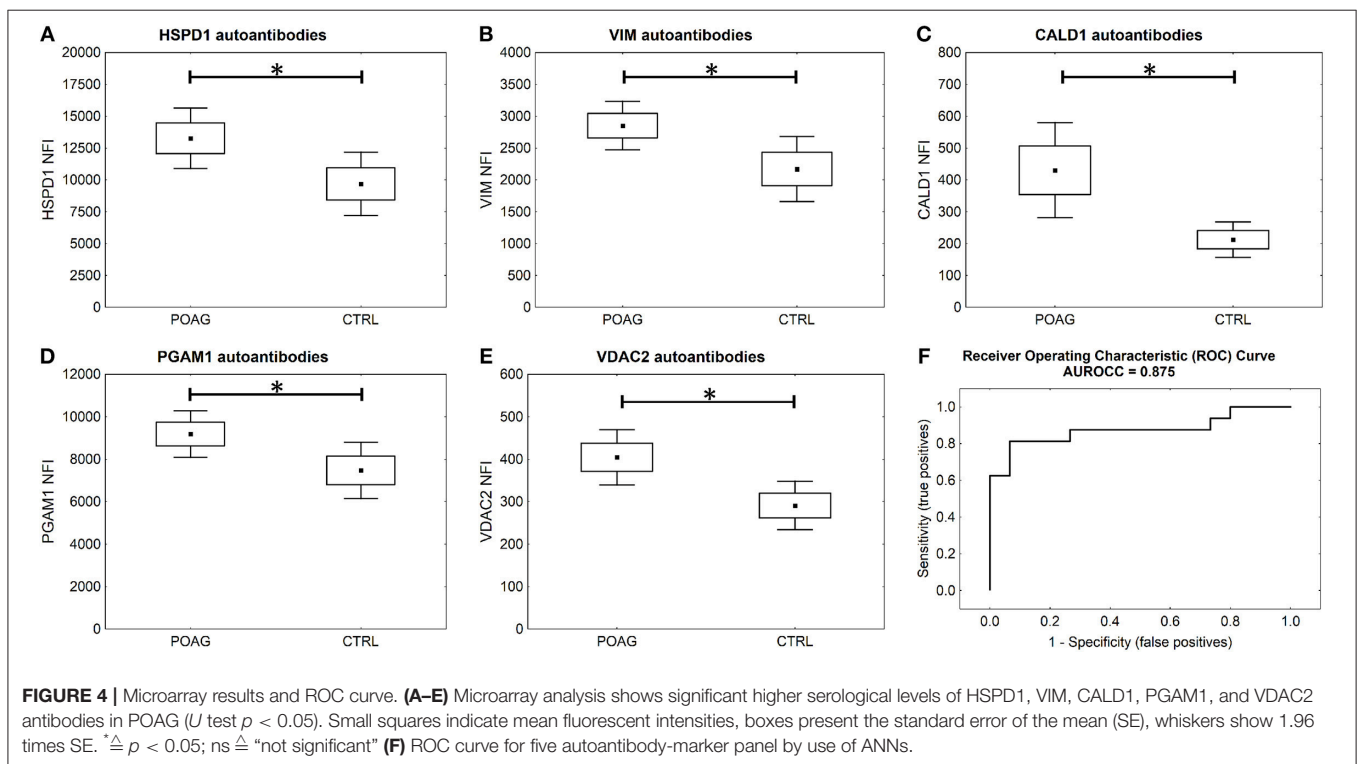 A
HSPD1 autoantibodies
20000
17500
15000
12500
10000
7500
5000
2500
0
HSPD1 NFI
*
POAG
CTRL
B
VIM autoantibodies
4000
3500
3000
2500
2000
1500
1000
500
0
VIM NFI
*
POAG
CTRL
C
CALD1 autoantibodies
800
700
600
500
400
300
200
100
0
CALD1 NFI
*
POAG
CTRL
D
PGAM1 autoantibodies
12000
10000
8000
6000
4000
2000
0
PGAM1 NFI
*
POAG
CTRL
E
VDAC2 autoantibodies
600
500
400
300
200
100
0
VDAC2 NFI
*
POAG
CTRL
F
Receiver Operating Characteristic (ROC) Curve
AUROCC = 0.875
1.0
0.8
0.6
0.4
0.2
0.0
Sensitivity (true positives)
0.0 0.2 0.4 0.6 0.8 1.0
1 - Specificity (false positives)
FIGURE 4 | Microarray results and ROC curve. (A–E) Microarray analysis shows significant higher serological levels of HSPD1, VIM, CALD1, PGAM1, and VDAC2
antibodies in POAG (U test p < 0.05). Small squares indicate mean fluorescent intensities, boxes present the standard error of the mean (SE), whiskers show 1.96
times SE. *≙ p < 0.05; ns ≙ “not significant” (F) ROC curve for five autoantibody-marker panel by use of ANNs.